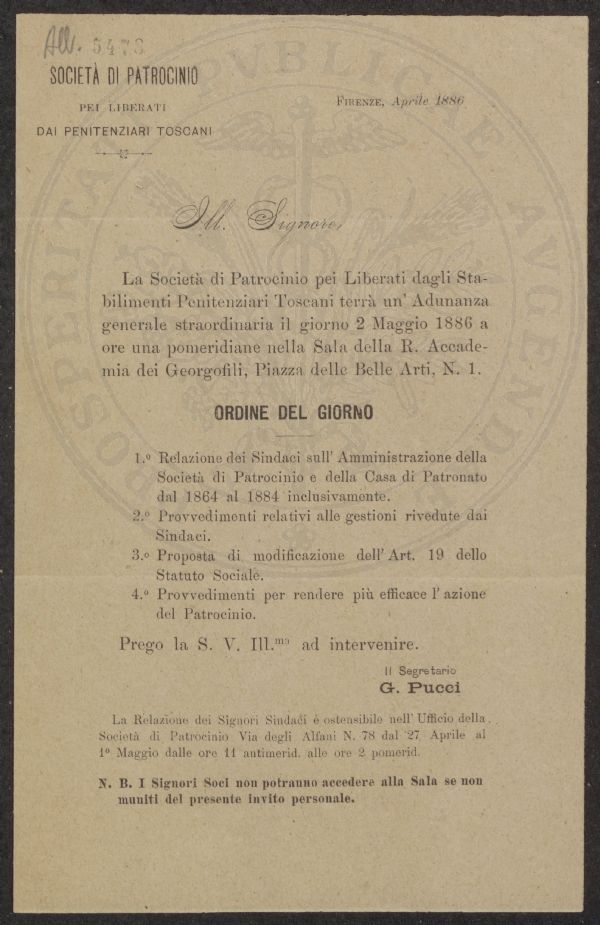 All. 5473
SOCIETÀ DI PATROCINIO
PEI LIBERATI
DAI PENITENZIARI TOSCANI
FIRENZE, Aprile 1886
Ill. Signore,
La Società di Patrocinio pei Liberati dagli Sta-
bilimenti Penitenziari Toscani terrà un' Adunanza
generale straordinaria il giorno 2 Maggio 1886 a
ore una pomeridiane nella Sala della R. Accade-
mia dei Georgofili, Piazza delle Belle Arti, N. 1.
ORDINE DEL GIORNO
1.º Relazione dei Sindaci sull' Amministrazione della
Società di Patrocinio e della Casa di Patronato
dal 1864 al 1884 inclusivamente.
2.º Provvedimenti relativi alle gestioni rivedute dai
Sindaci.
3.º Proposta di modificazione dell' Art. 19 dello
Statuto Sociale.
4.º Provvedimenti per rendere più efficace l' azione
del Patrocinio.
Prego la S. V. Ill.ma ad intervenire.
Il Segretario
G. Pucci
La Relazione dei Signori Sindaci è ostensibile nell' Ufficio della
Società di Patrocinio Via degli Alfani N. 78 dal 27 Aprile al
1º Maggio dalle ore 11 antimerid. alle ore 2 pomerid.
N. B. I Signori Soci non potranno accedere alla Sala se non
muniti del presente invito personale.
PROSPERITATI PVBLICAE AVGENDAE